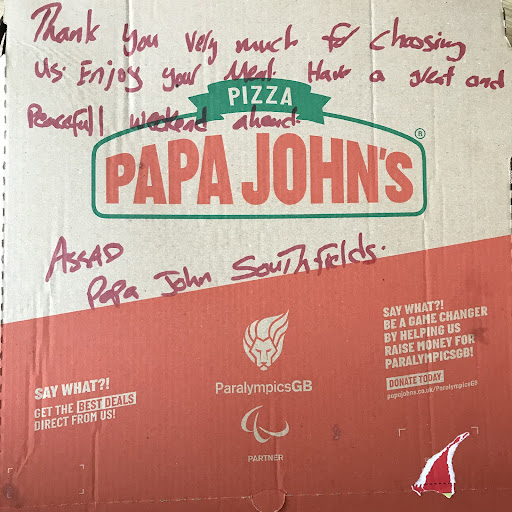 Thank you very much for choosing
us. Enjoy your Meal. Have a great and
Peacefull weekend ahead.
PIZZA
PAPA JOHN'S®
ASSAD
Papa John Southfields.
SAY WHAT?!
BE A GAME CHANGER
BY HELPING US
RAISE MONEY FOR
PARALYMPICSGB!
DONATE TODAY
papajohns.co.uk/ParalympicsGB
ParalympicsGB
PARTNER
SAY WHAT?!
GET THE BEST DEALS
DIRECT FROM US!